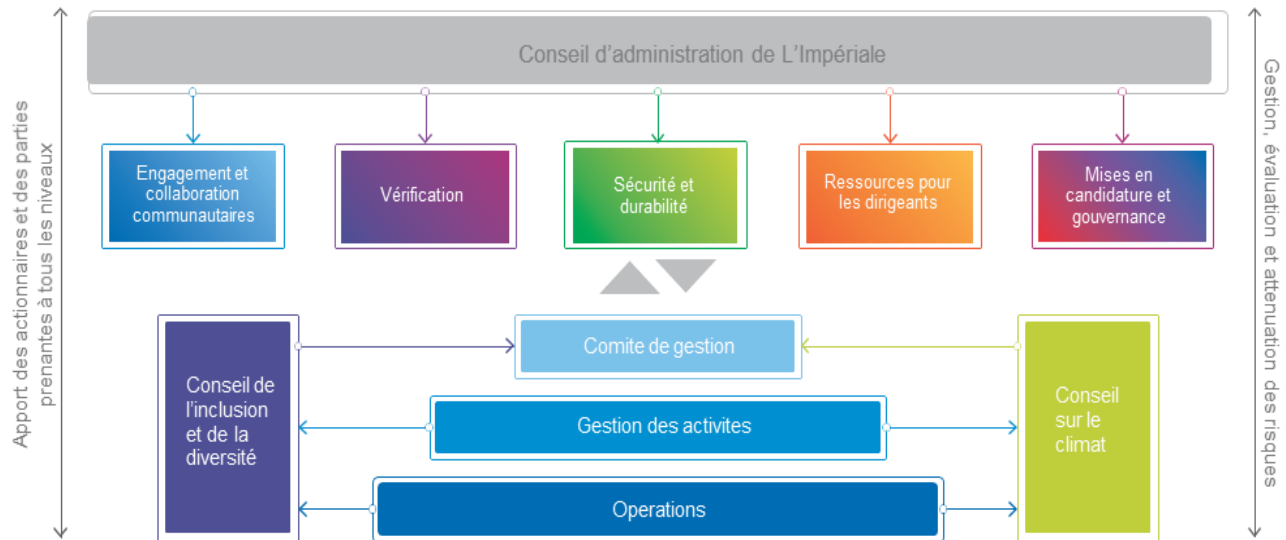 Conseil d'administration de L'Impériale
Apport des actionnaires et des parties
prenantes à tous les niveaux
Gestion, évaluation et attenuation des risques
Engagement et
collaboration
communautaires
Vérification
Sécurité et
durabilité
Ressources pour
les dirigeants
Mises en
candidature et
gouvernance
Conseil de
l'inclusion
et de la
diversité
Comite de gestion
Gestion des activites
Operations
Conseil
sur le
climat